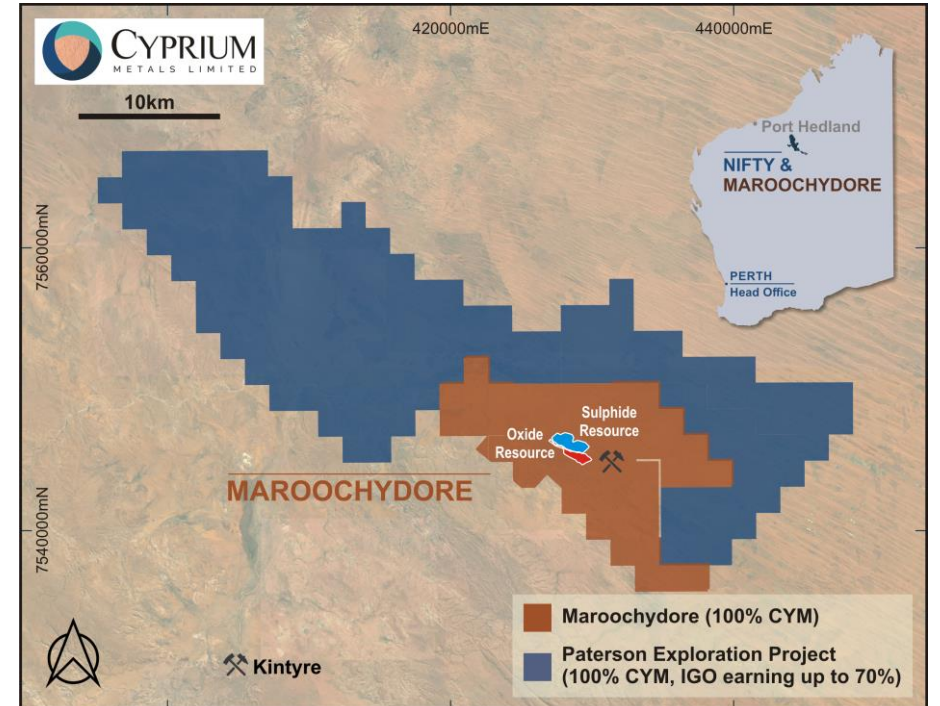 CYPRIUM
METALS LIMITED
10km
420000mE
440000mE
Port Hedland
NIFTY &
MAROOCHYDORE
PERTH
Head Office
7560000mN
7540000mN
Sulphide
Resource
Oxide
Resource
MAROOCHYDORE
Kintyre
Maroochydore (100% CYM)
Paterson Exploration Project
(100% CYM, IGO earning up to 70%)